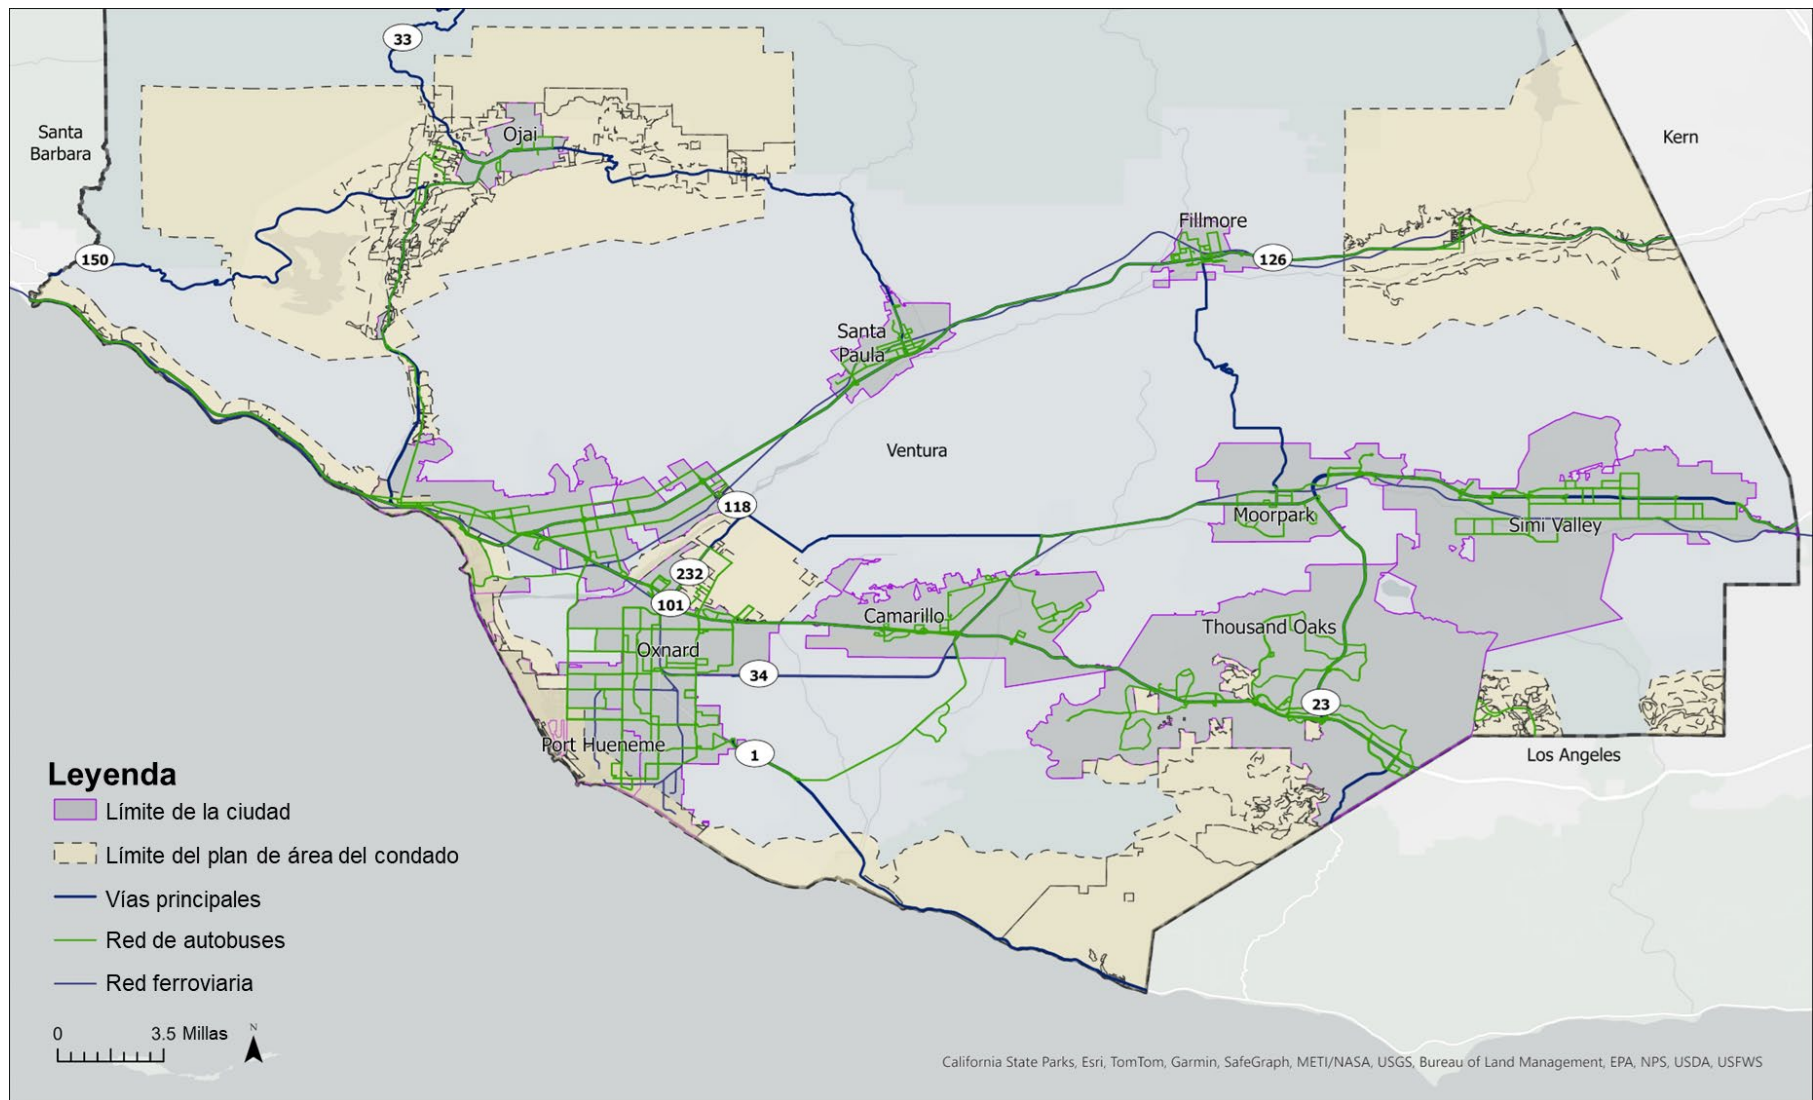 33
Santa
Barbara
Ojai
Kern
Fillmore
150
126
Santa
Paula
Ventura
118
Moorpark
Simi Valley
232
101
Camarillo
Thousand Oaks
Oxnard
34
23
Port Hueneme
1
Los Angeles
Leyenda
Límite de la ciudad
Límite del plan de área del condado
Vías principales
Red de autobuses
Red ferroviaria
0 3.5 Millas
N
California State Parks, Esri, TomTom, Garmin, SafeGraph, METI/NASA, USGS, Bureau of Land Management, EPA, NPS, USDA, USFWS